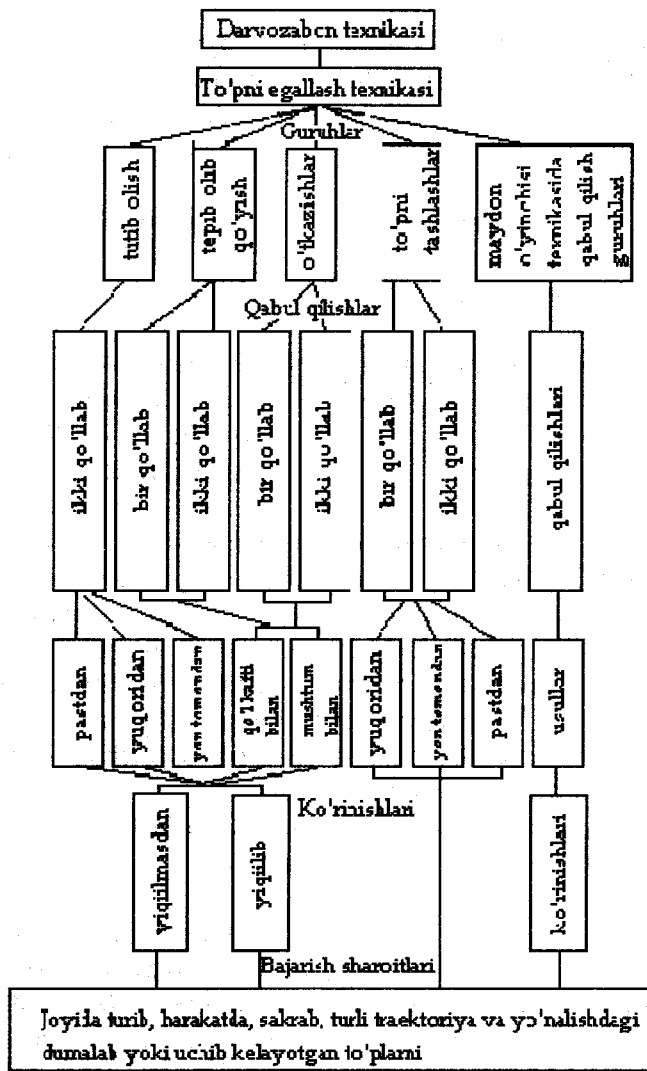 Darvozabon texnikasi
To'pni egallash texnikasi
Guruhlar
tutib olish
tepib olib
qo'yish
o'tkazishlar
to'pni
tashlashlar
maydon
o'yinchisi
texnikasida
qabul qilish
guruhlari
Qabul qilishlar
ikki qo'llab
bir qo'llab
ikki qo'llab
bir qo'llab
ikki qo'llab
bir qo'llab
ikki qo'llab
qabul qilishlari
pastdan
yuqoridan
yon tomondan
qo'l kafti
bilan
mushtum
bilan
yuqoridan
yon tomondan
pastdan
usullar
Ko'rinishlari
yiqilmasdan
yiqiilib
ko'rinishlari
Bajarish sharoitlari
Joyida turib, harakatda, sakrab, turli traektoriya va yo'nalishdagi
dumalab yoki uchib kelayotgan to'plarni